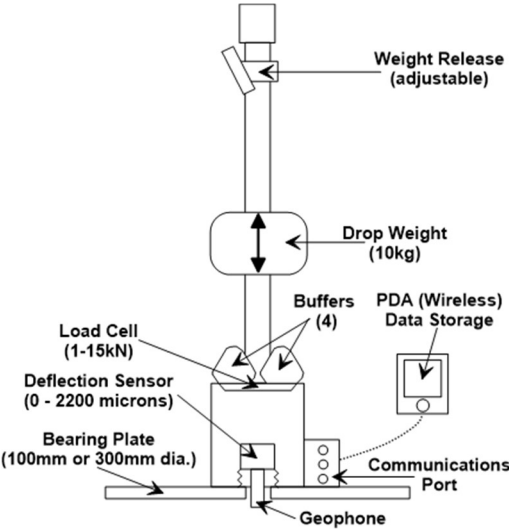 Weight Release
(adjustable)
Drop Weight
(10kg)
Buffers
(4)
PDA (Wireless)
Data Storage
Load Cell
(1-15kN)
Deflection Sensor
(0 - 2200 microns)
Bearing Plate
(100mm or 300mm dia.)
Communications
Port
Geophone